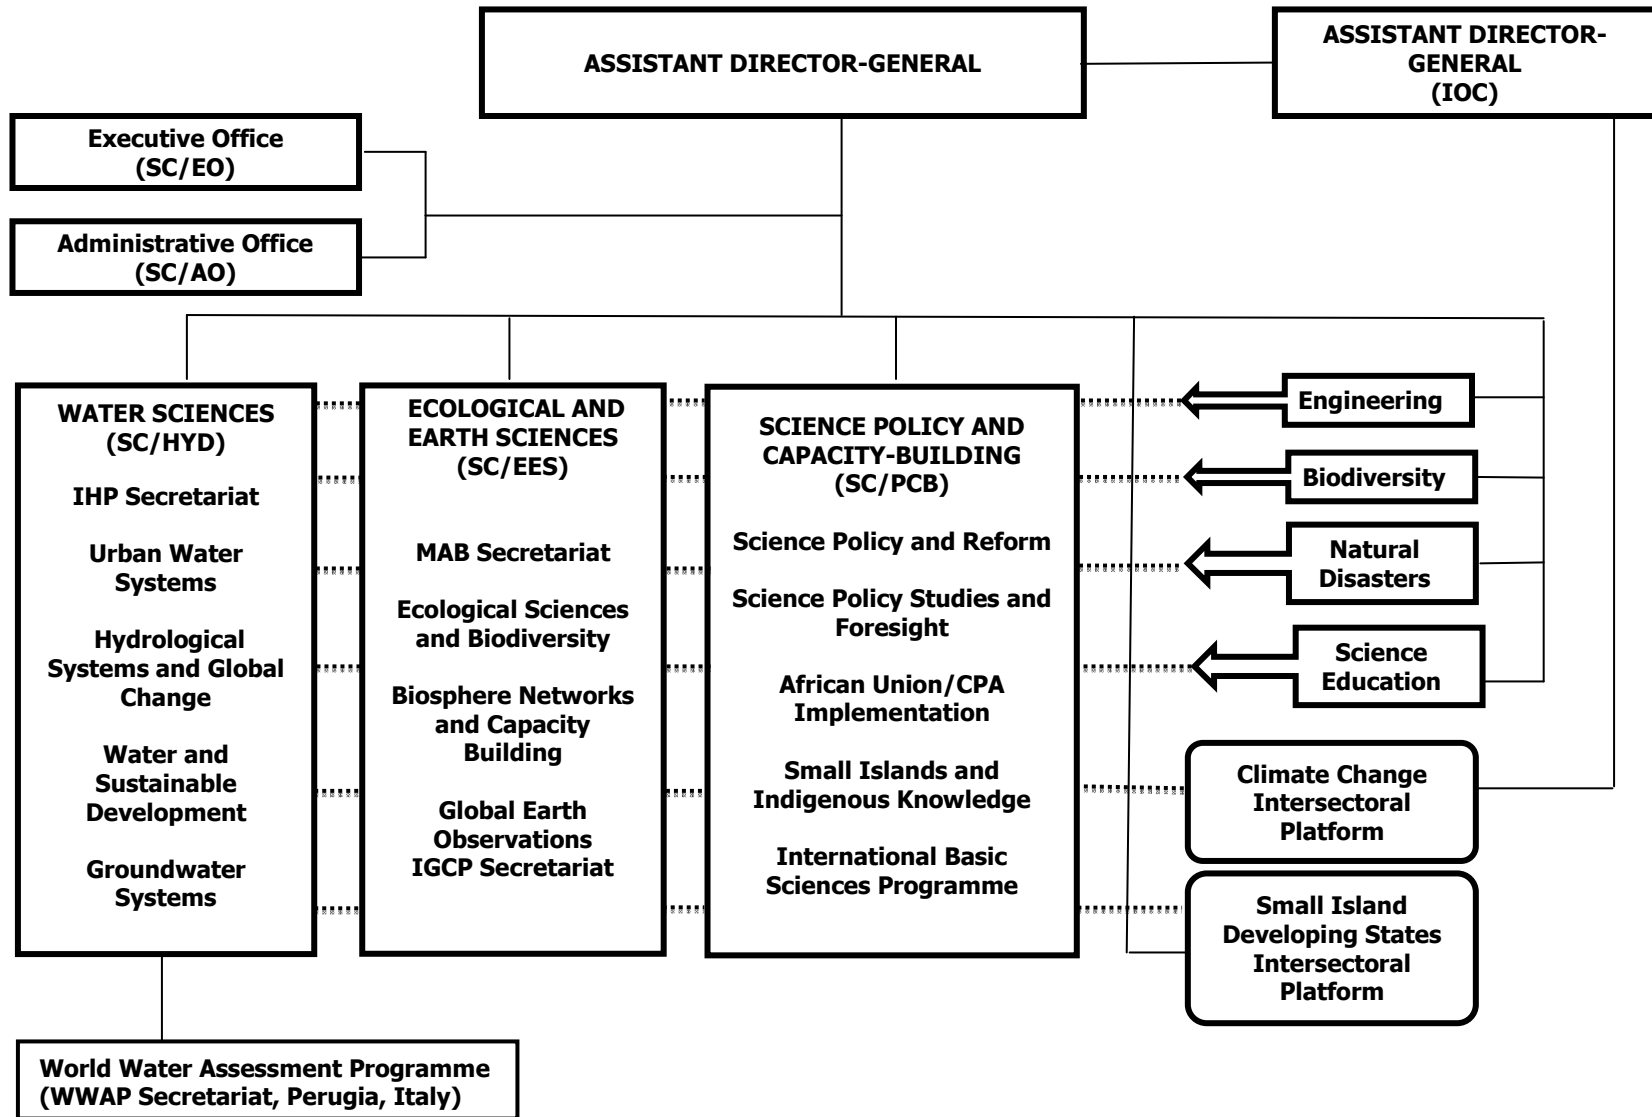 ASSISTANT DIRECTOR-GENERAL
ASSISTANT DIRECTOR-
GENERAL
(IOC)
Executive Office
(SC/EO)
Administrative Office
(SC/AO)
WATER SCIENCES
(SC/HYD)
IHP Secretariat
Urban Water
Systems
Hydrological
Systems and Global
Change
Water and
Sustainable
Development
Groundwater
Systems
ECOLOGICAL AND
EARTH SCIENCES
(SC/EES)
MAB Secretariat
Ecological Sciences
and Biodiversity
Biosphere Networks
and Capacity
Building
Global Earth
Observations
IGCP Secretariat
SCIENCE POLICY AND
CAPACITY-BUILDING
(SC/PCB)
Science Policy and Reform
Science Policy Studies and
Foresight
African Union/CPA
Implementation
Small Islands and
Indigenous Knowledge
International Basic
Sciences Programme
Engineering
Biodiversity
Natural
Disasters
Science
Education
Climate Change
Intersectoral
Platform
Small Island
Developing States
Intersectoral
Platform
World Water Assessment Programme
(WWAP Secretariat, Perugia, Italy)